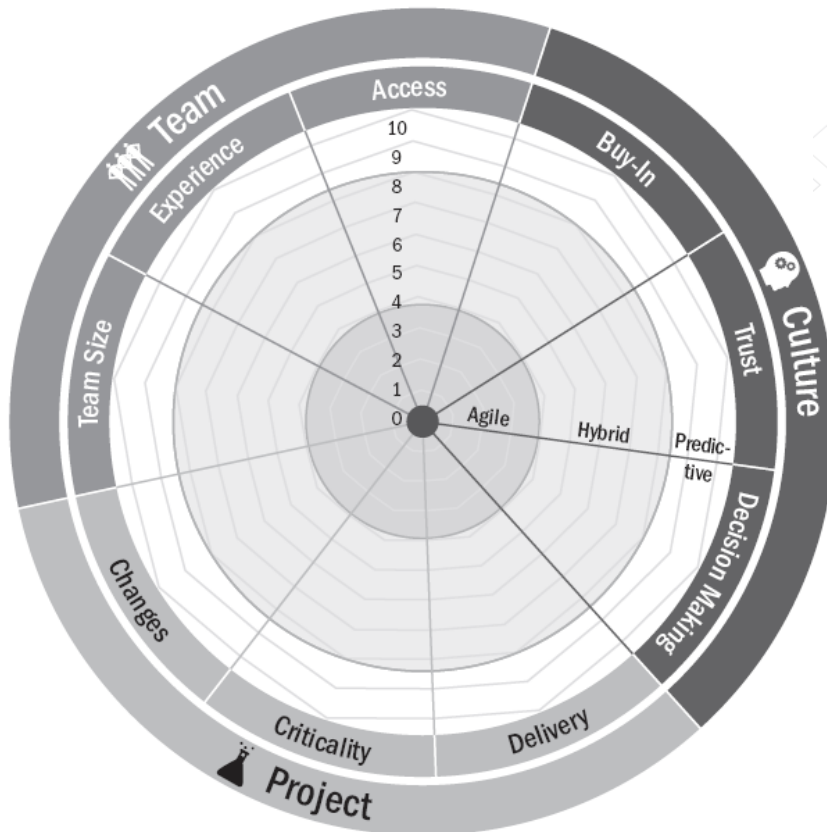 Team
Culture
Project
Access
Buy-In
Trust
Decision Making
Delivery
Criticality
Changes
Team Size
Experience
10
9
8
7
6
5
4
3
2
1
0
Agile
Hybrid
Predic-
tive